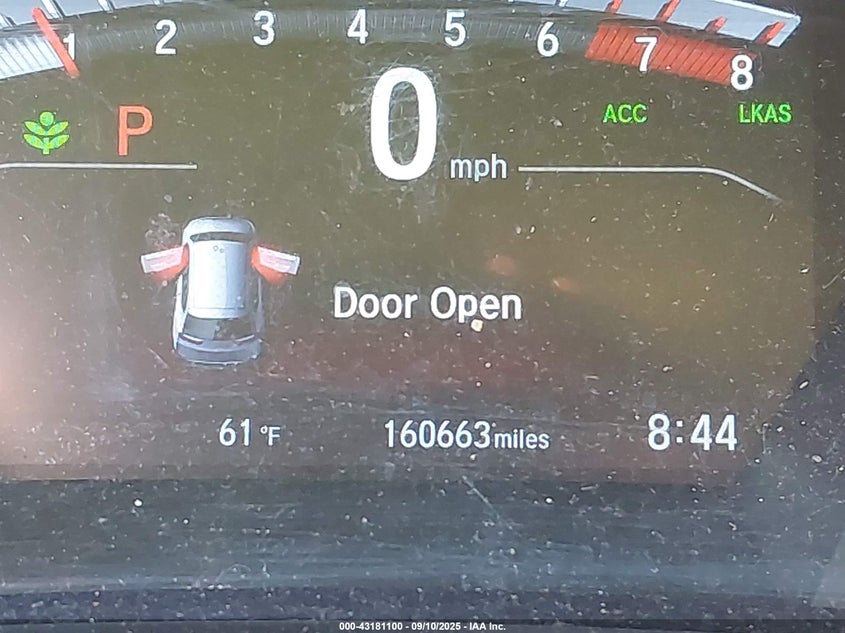 1 2 3 4 5 6 7 8
P 0 mph ACC LKAS
Door Open
61 °F 160663 miles 8:44
000-43181100 - 09/10/2025 - IAA Inc.